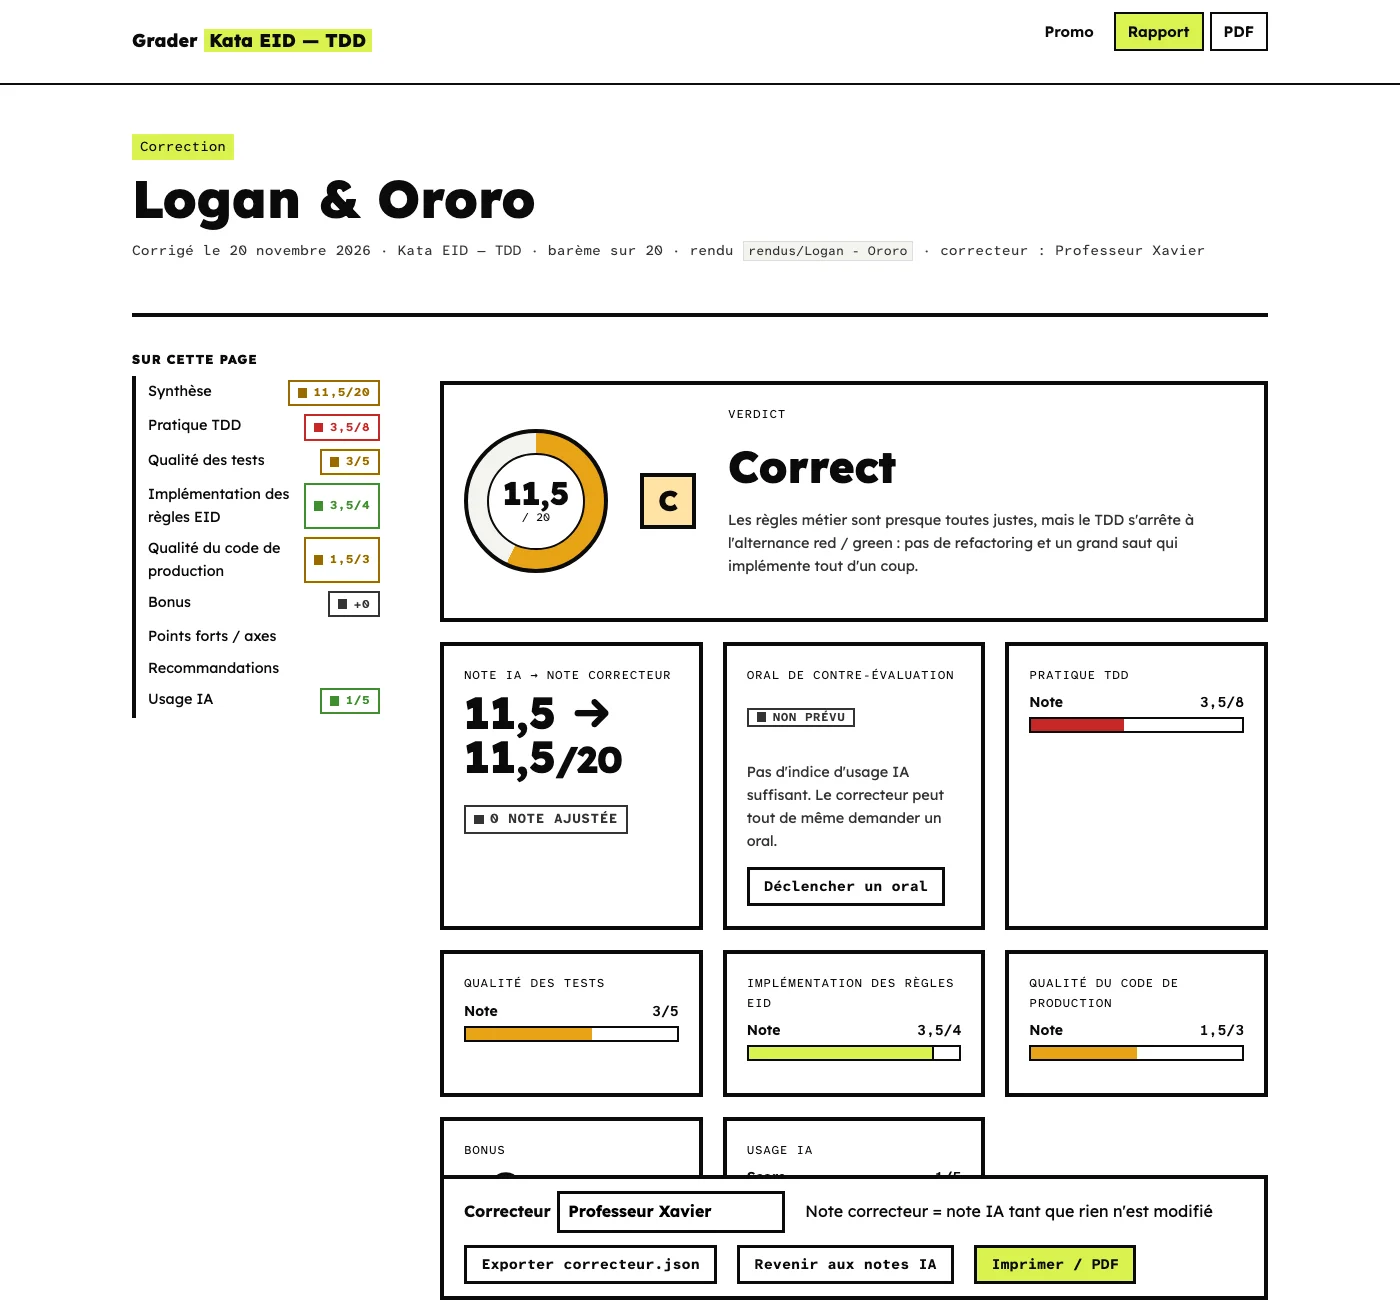 Grader Kata EID — TDD
Promo Rapport PDF
Correction
Logan & Ororo
Corrigé le 20 novembre 2026 · Kata EID — TDD · barème sur 20 · rendu rendus/Logan - Ororo · correcteur : Professeur Xavier
SUR CETTE PAGE
Synthèse 11,5/20
Pratique TDD 3,5/8
Qualité des tests 3/5
Implémentation des
règles EID 3,5/4
Qualité du code de
production 1,5/3
Bonus +0
Points forts / axes
Recommandations
Usage IA 1/5
11,5
/ 20
C
VERDICT
Correct
Les règles métier sont presque toutes justes, mais le TDD s'arrête à
l'alternance red / green : pas de refactoring et un grand saut qui
implémente tout d'un coup.
NOTE IA → NOTE CORRECTEUR
11,5 →
11,5/20
0 NOTE AJUSTÉE
ORAL DE CONTRE-ÉVALUATION
NON PRÉVU
Pas d'indice d'usage IA
suffisant. Le correcteur peut
tout de même demander un
oral.
Déclencher un oral
PRATIQUE TDD
Note 3,5/8
QUALITÉ DES TESTS
Note 3/5
IMPLÉMENTATION DES RÈGLES
EID
Note 3,5/4
QUALITÉ DU CODE DE
PRODUCTION
Note 1,5/3
BONUS
USAGE IA
Score 1/5
Correcteur Professeur Xavier Note correcteur = note IA tant que rien n'est modifié
Exporter correcteur.json Revenir aux notes IA Imprimer / PDF